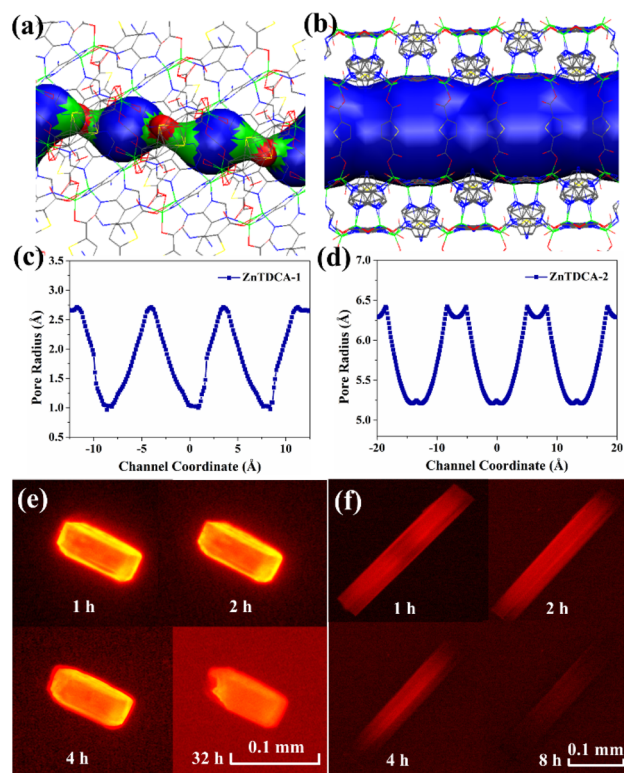 (a)
(b)
(c)
3.5
3.0
2.5
2.0
1.5
1.0
0.5
ZnTDCA-1
Pore Radius (Å)
-10
-5
0
5
10
Channel Coordinate (Å)
(d)
7.0
6.5
6.0
5.5
5.0
ZnTDCA-2
Pore Radius (Å)
-20
-15
-10
-5
0
5
10
15
20
Channel Coordinate (Å)
(e)
1 h
2 h
4 h
32 h
0.1 mm
(f)
1 h
2 h
4 h
8 h
0.1 mm